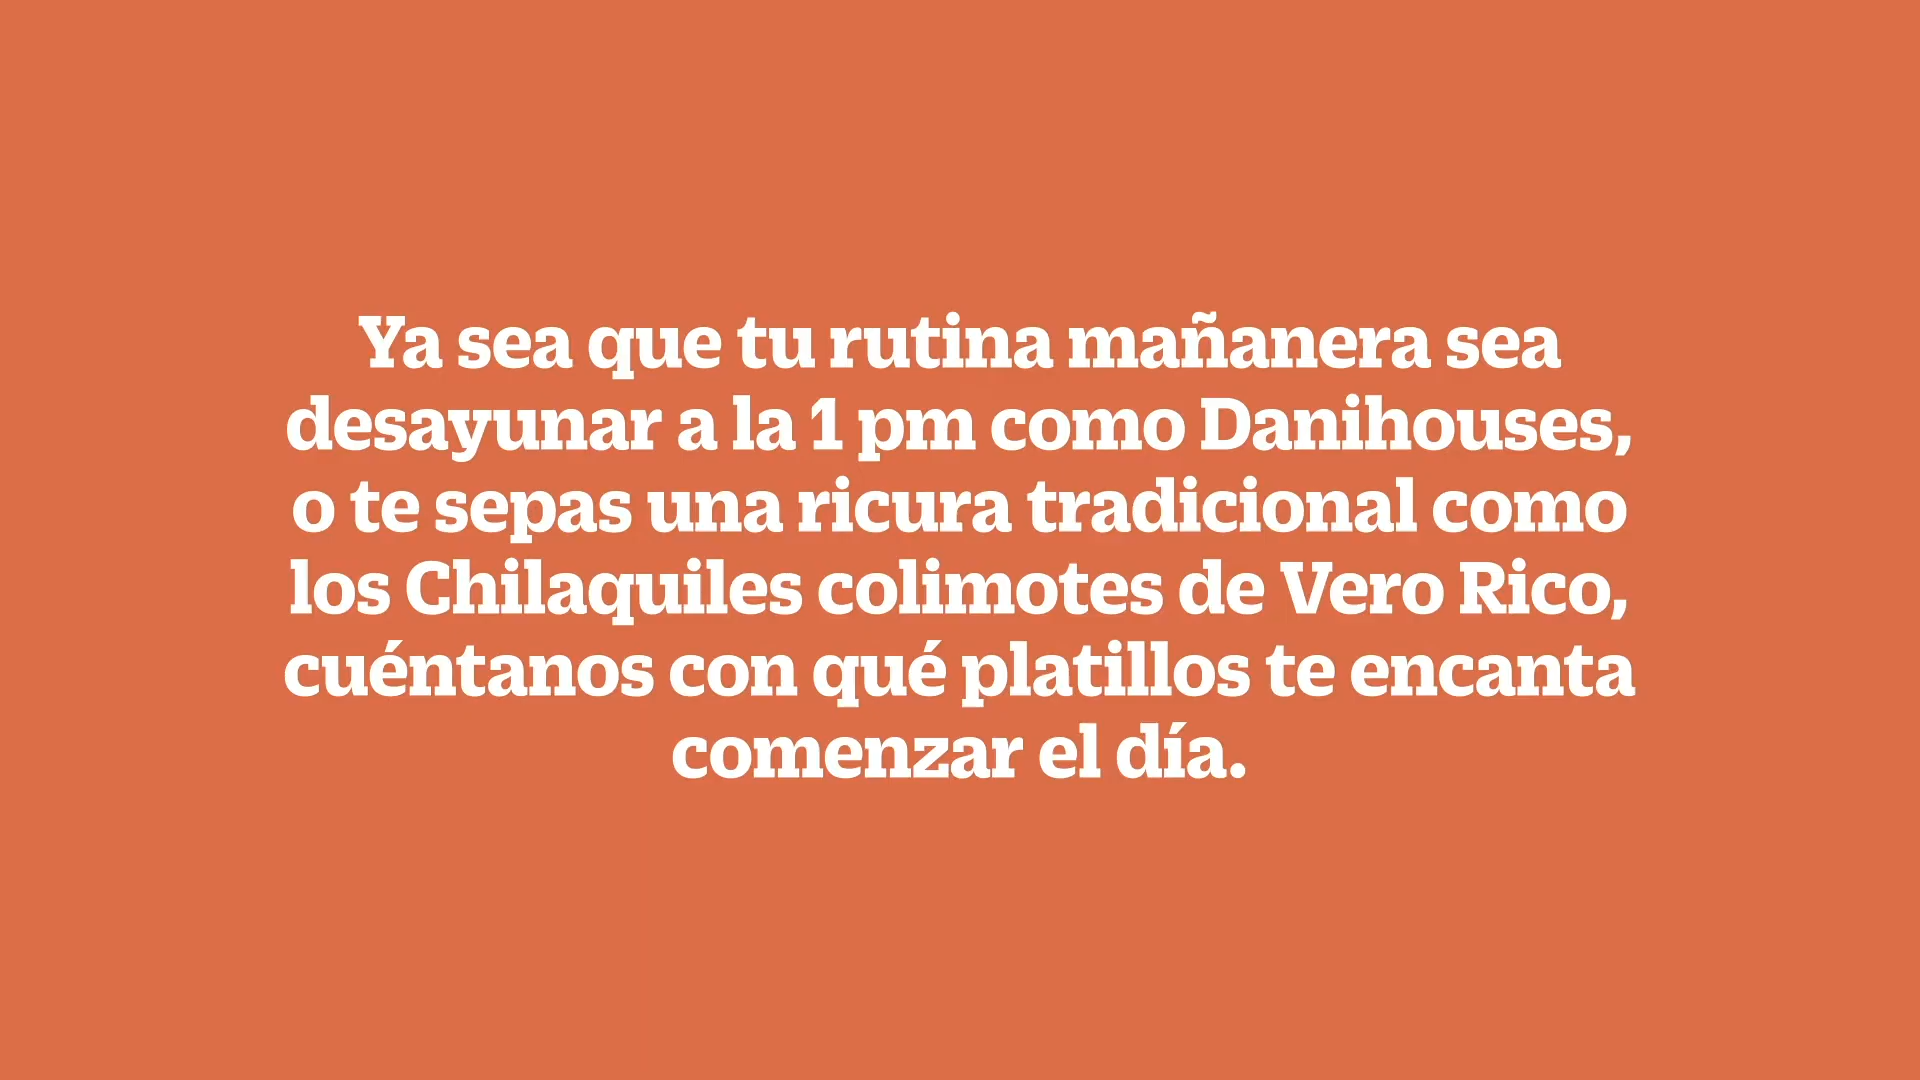 Ya sea que tu rutina mañanera sea
desayunar a la 1 pm como Danihouses,
o te sepas una ricura tradicional como
los Chilaquiles colimotes de Vero Rico,
cuéntanos con qué platillos te encanta
comenzar el día.